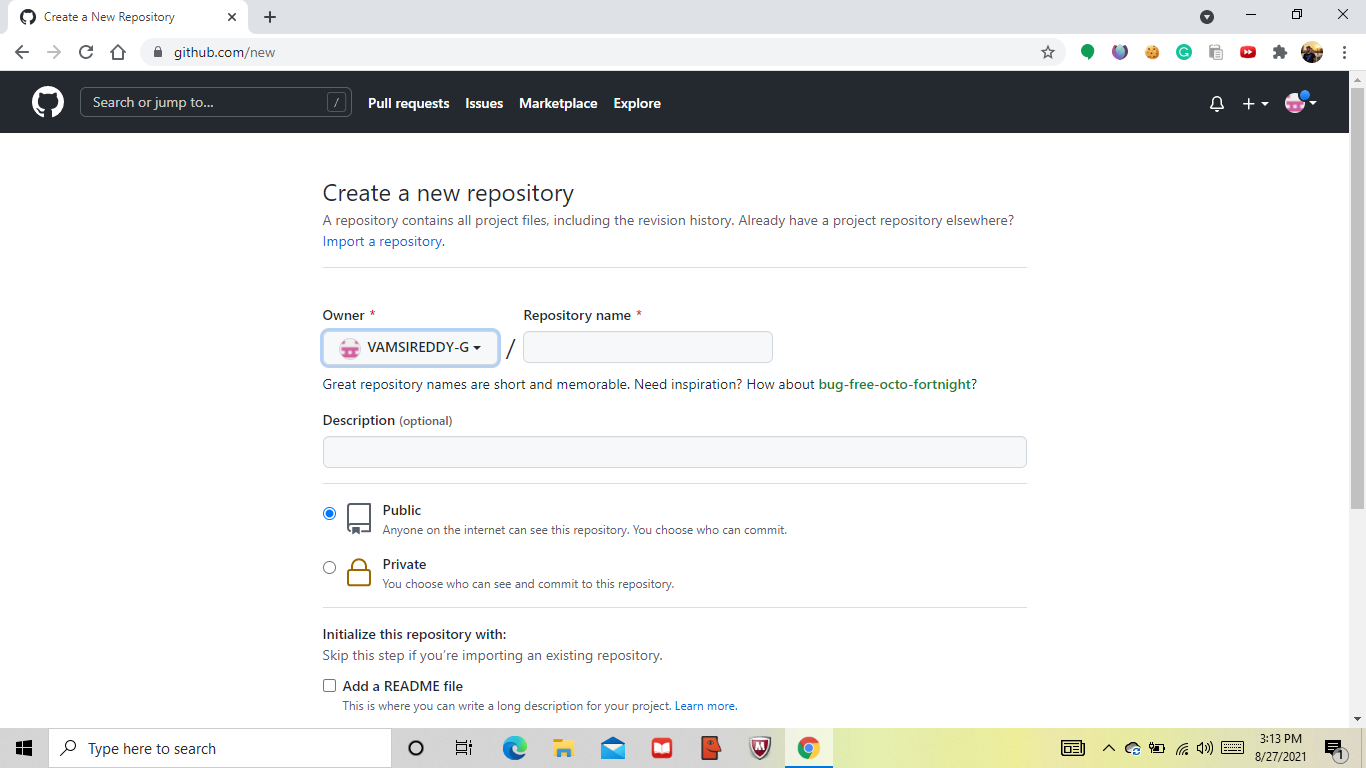 Create a New Repository
github.com/new
Search or jump to... /
Pull requests Issues Marketplace Explore
Create a new repository
A repository contains all project files, including the revision history. Already have a project repository elsewhere?
Import a repository.
Owner * Repository name *
VAMSIREDDY-G /
Great repository names are short and memorable. Need inspiration? How about bug-free-octo-fortnight?
Description (optional)
Public
Anyone on the internet can see this repository. You choose who can commit.
Private
You choose who can see and commit to this repository.
Initialize this repository with:
Skip this step if you're importing an existing repository.
Add a README file
This is where you can write a long description for your project. Learn more.
Type here to search
3:13 PM
8/27/2021
1